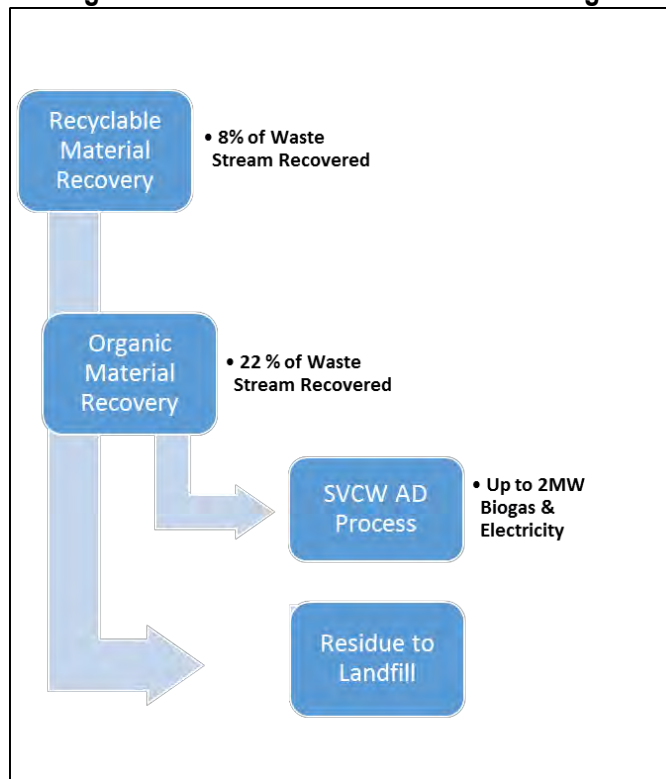 Recyclable
Material
Recovery
• 8% of Waste
Stream Recovered
Organic
Material
Recovery
• 22 % of Waste
Stream Recovered
SVCW AD
Process
• Up to 2MW
Biogas &
Electricity
Residue to
Landfill